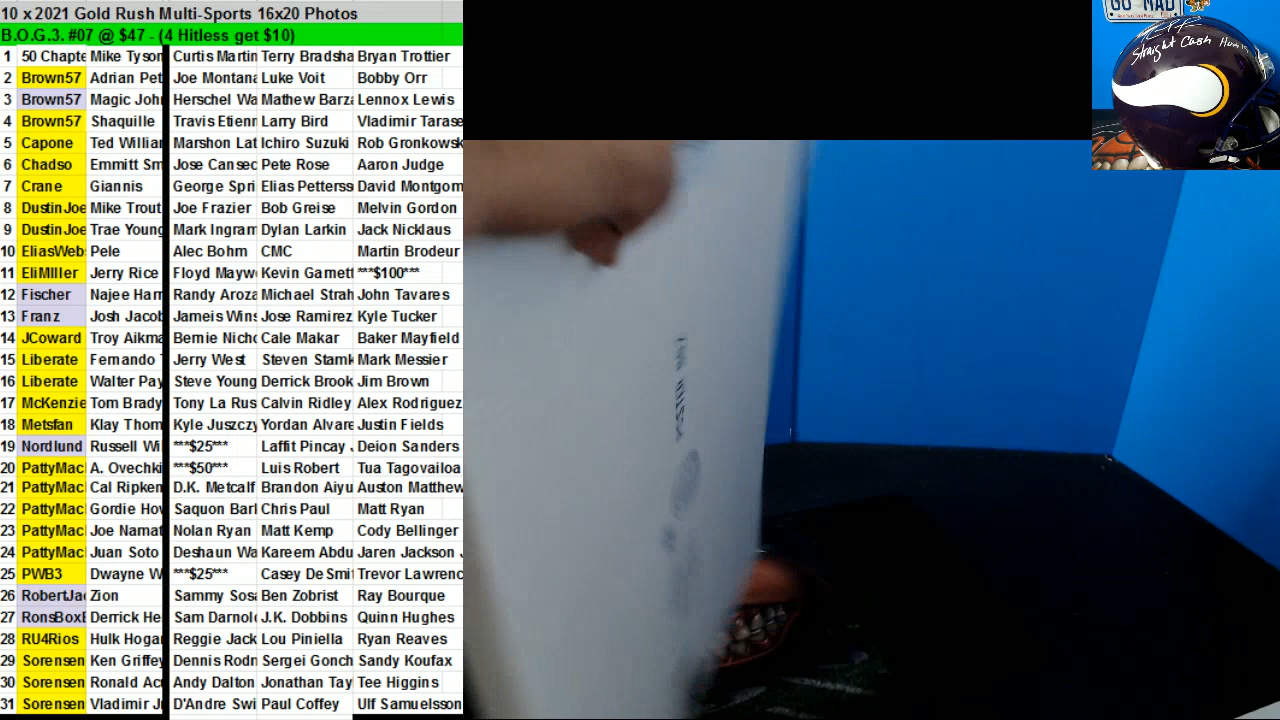 10 x 2021 Gold Rush Multi-Sports 16x20 Photos
B.O.G.3. #07 @ $47 - (4 Hitless get $10)
1 50 Chapte Mike Tyson Curtis Martin Terry Bradsha Bryan Trottier
2 Brown57 Adrian Pet Joe Montana Luke Voit Bobby Orr
3 Brown57 Magic Joh Herschel Wa Mathew Barza Lennox Lewis
4 Brown57 Shaquille Travis Etienn Larry Bird Vladimir Tarase
5 Capone Ted Willian Marshon Lat Ichiro Suzuki Rob Gronkowsk
6 Chadso Emmitt Sm Jose Cansec Pete Rose Aaron Judge
7 Crane Giannis George Spri Elias Petterss David Montgom
8 DustinJoe Mike Trout Joe Frazier Bob Greise Melvin Gordon
9 DustinJoe Trae Young Mark Ingram Dylan Larkin Jack Nicklaus
10 EliasWeb Pele Alec Bohm CMC Martin Brodeur
11 EliMIller Jerry Rice Floyd Mayw Kevin Garnett ***$100***
12 Fischer Najee Harr Randy Aroza Michael Strah John Tavares
13 Franz Josh Jacob Jameis Wins Jose Ramirez Kyle Tucker
14 JCoward Troy Aikma Bernie Nicho Cale Makar Baker Mayfield
15 Liberate Fernando T Jerry West Steven Stamk Mark Messier
16 Liberate Walter Pay Steve Young Derrick Brook Jim Brown
17 McKenzie Tom Brady Tony La Rus Calvin Ridley Alex Rodriguez
18 Metsfan Klay Thom Kyle Juszczy Yordan Alvare Justin Fields
19 Nordlund Russell Wi ***$25*** Laffit Pincay J Deion Sanders
20 PattyMac A. Ovechki ***$50*** Luis Robert Tua Tagovailoa
21 PattyMac Cal Ripken D.K. Metcalf Brandon Aiyu Auston Matthew
22 PattyMac Gordie How Saquon Bark Chris Paul Matt Ryan
23 PattyMac Joe Namat Nolan Ryan Matt Kemp Cody Bellinger
24 PattyMac Juan Soto Deshaun Wa Kareem Abdu Jaren Jackson J
25 PWB3 Dwayne W ***$25*** Casey DeSmit Trevor Lawrenc
26 RobertJac Zion Sammy Sosa Ben Zobrist Ray Bourque
27 RonsBoxB Derrick He Sam Darnold J.K. Dobbins Quinn Hughes
28 RU4Rios Hulk Hogan Reggie Jack Lou Piniella Ryan Reaves
29 Sorensen Ken Griffey Dennis Rodn Sergei Gonch Sandy Koufax
30 Sorensen Ronald Acu Andy Dalton Jonathan Tay Tee Higgins
31 Sorensen Vladimir Jr D'Andre Swi Paul Coffey Ulf Samuelsson
GO MAD
Straight Cash Homie